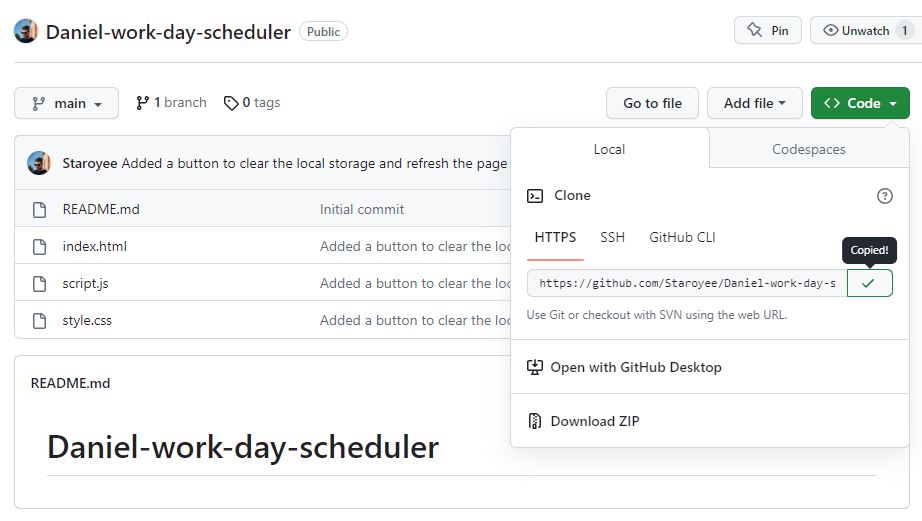 Daniel-work-day-scheduler Public Pin Unwatch 1
main 1 branch 0 tags Go to file Add file <> Code
Local Codespaces
Staroyee Added a button to clear the local storage and refresh the page
Clone
README.md Initial commit
HTTPS SSH GitHub CLI
index.html Added a button to clear the loc
Copied!
script.js Added a button to clear the loc
https://github.com/Staroyee/Daniel-work-day-s
style.css Added a button to clear the loc
Use Git or checkout with SVN using the web URL.
Open with GitHub Desktop
Download ZIP
README.md
Daniel-work-day-scheduler